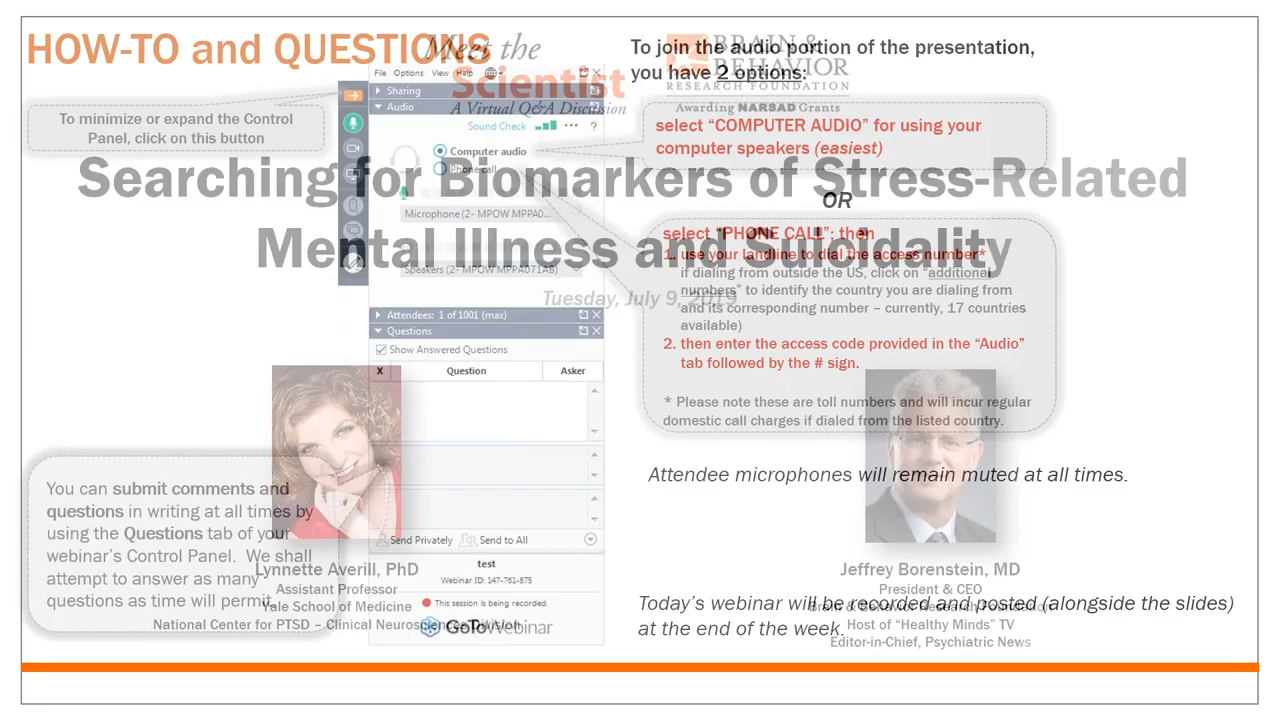 HOW-TO and QUESTIONS
Meet the
Scientist
A Virtual Q&A Discussion
BRAIN &
BEHAVIOR
RESEARCH FOUNDATION
Awarding NARSAD Grants
To join the audio portion of the presentation,
you have 2 options:
To minimize or expand the Control
Panel, click on this button
File Options View Help
Sharing
Audio
Sound Check
?
Computer audio
Phone call
Microphone (2- MPOW MPPA0...
Speakers (2- MPOW MPPA071AB)
Attendees: 1 of 1001 (max)
Questions
Show Answered Questions
X Question Asker
Send Privately Send to All
test
Webinar ID: 147-761-875
This session is being recorded.
GoToWebinar
select “COMPUTER AUDIO” for using your
computer speakers (easiest)
OR
select “PHONE CALL”; then
1. use your landline to dial the access number*
if dialing from outside the US, click on “additional
numbers” to identify the country you are dialing from
and its corresponding number – currently, 17 countries
available)
2. then enter the access code provided in the “Audio”
tab followed by the # sign.
* Please note these are toll numbers and will incur regular
domestic call charges if dialed from the listed country.
Attendee microphones will remain muted at all times.
Today’s webinar will be recorded and posted (alongside the slides)
at the end of the week.
You can submit comments and
questions in writing at all times by
using the Questions tab of your
webinar’s Control Panel. We shall
attempt to answer as many
questions as time will permit.
Searching for Biomarkers of Stress-Related
Mental Illness and Suicidality
Tuesday, July 9, 2019
Lynnette Averill, PhD
Assistant Professor
Yale School of Medicine
National Center for PTSD – Clinical Neurosciences Division
Jeffrey Borenstein, MD
President & CEO
Brain & Behavior Research Foundation
Host of “Healthy Minds” TV
Editor-in-Chief, Psychiatric News